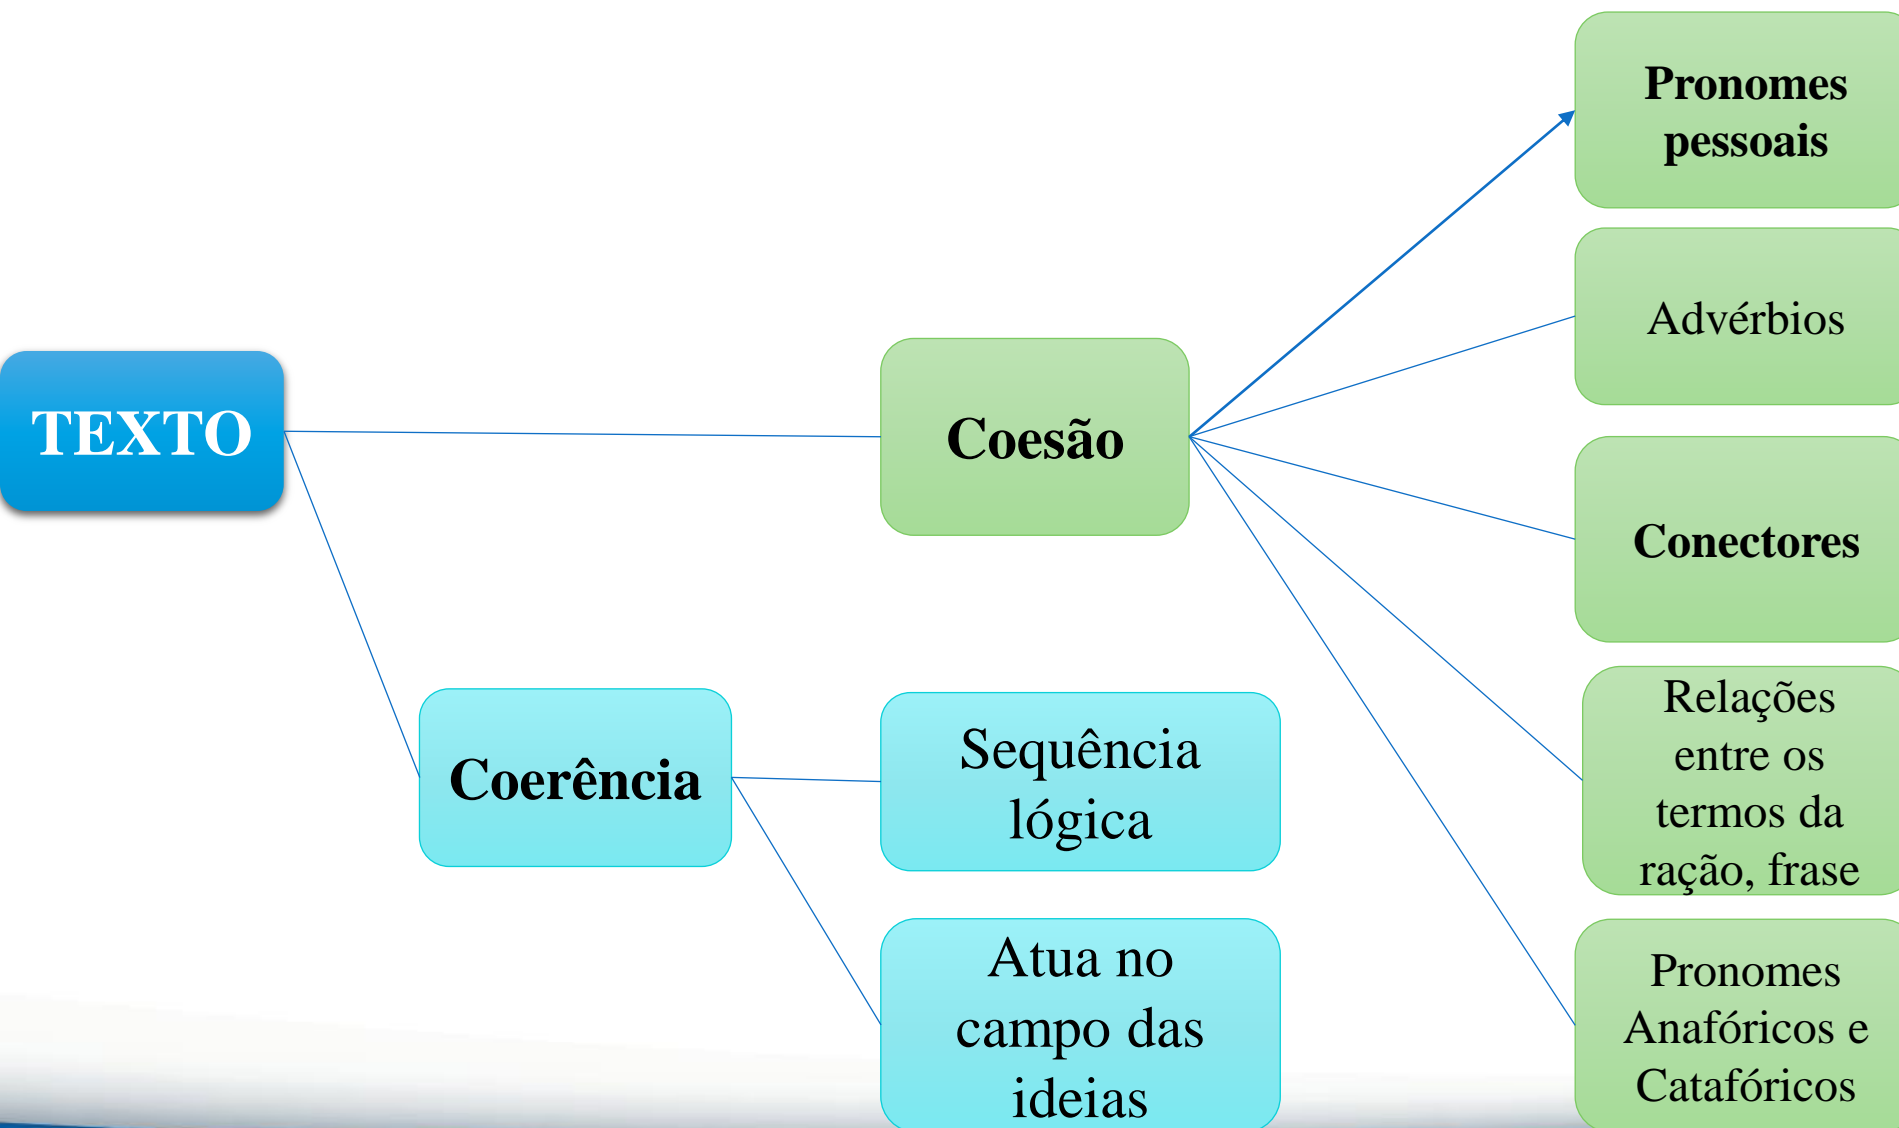 TEXTO
Coesão
Coerência
Sequência
lógica
Atua no
campo das
ideias
Pronomes
pessoais
Advérbios
Conectores
Relações
entre os
termos da
ração, frase
Pronomes
Anafóricos e
Catafóricos